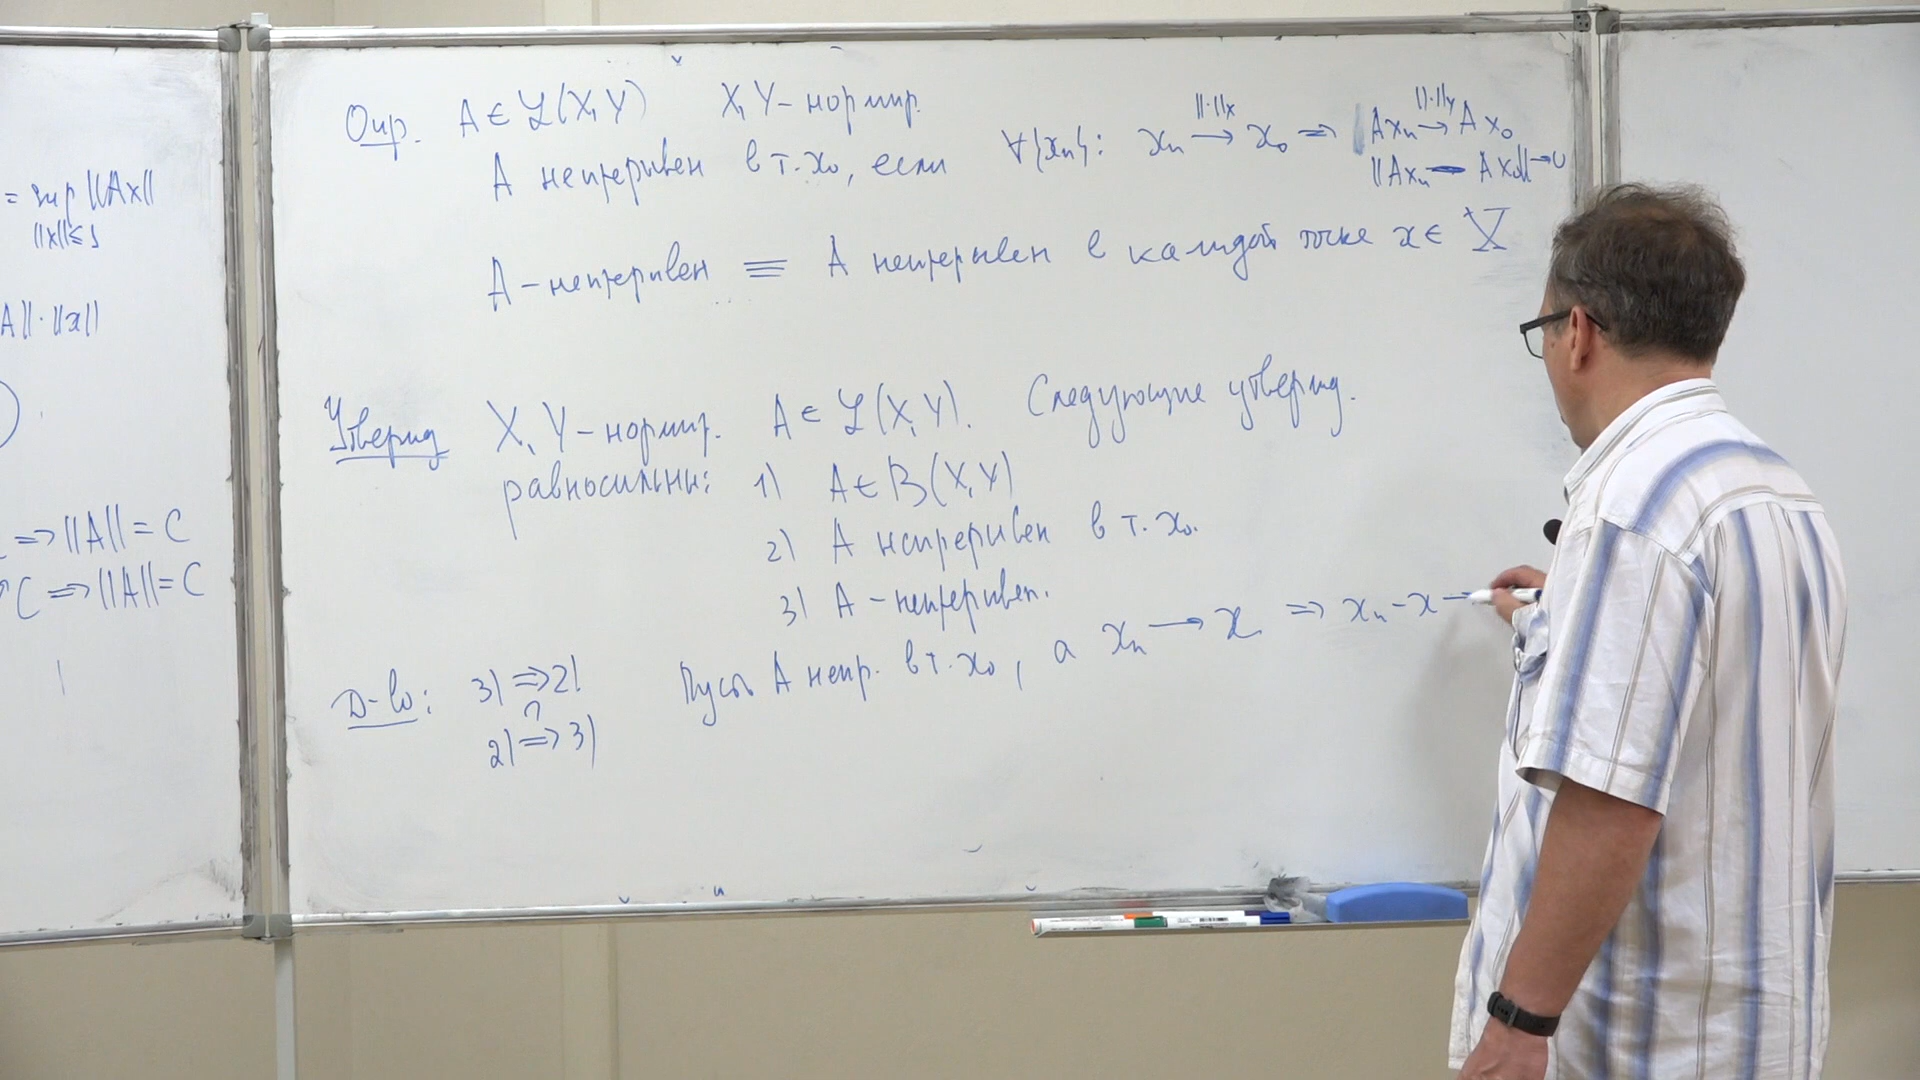 = sup ||Ax||
||x||≤1
A||·||x||
=> ||A|| = C
C => ||A|| = C
Опр. A ∈ ℒ(X, Y) X, Y – нормир.
A непрерывен в т. x₀, если ∀{xₙ}: xₙ → x₀ => Axₙ → Ax₀
||·||x ||·||y
||Axₙ – Ax₀|| → 0
A – непрерывен ≡ A непрерывен в каждой точке x ∈ X
Утвержд X, Y – нормир. A ∈ ℒ(X, Y). Следующие утвержд.
равносильны: 1) A ∈ B(X, Y)
2) A непрерывен в т. x₀.
3) A – непрерывен.
Д-во: 3) => 2) Пусть A непр. в т. x₀, а xₙ → x => xₙ – x →
?
2) => 3)